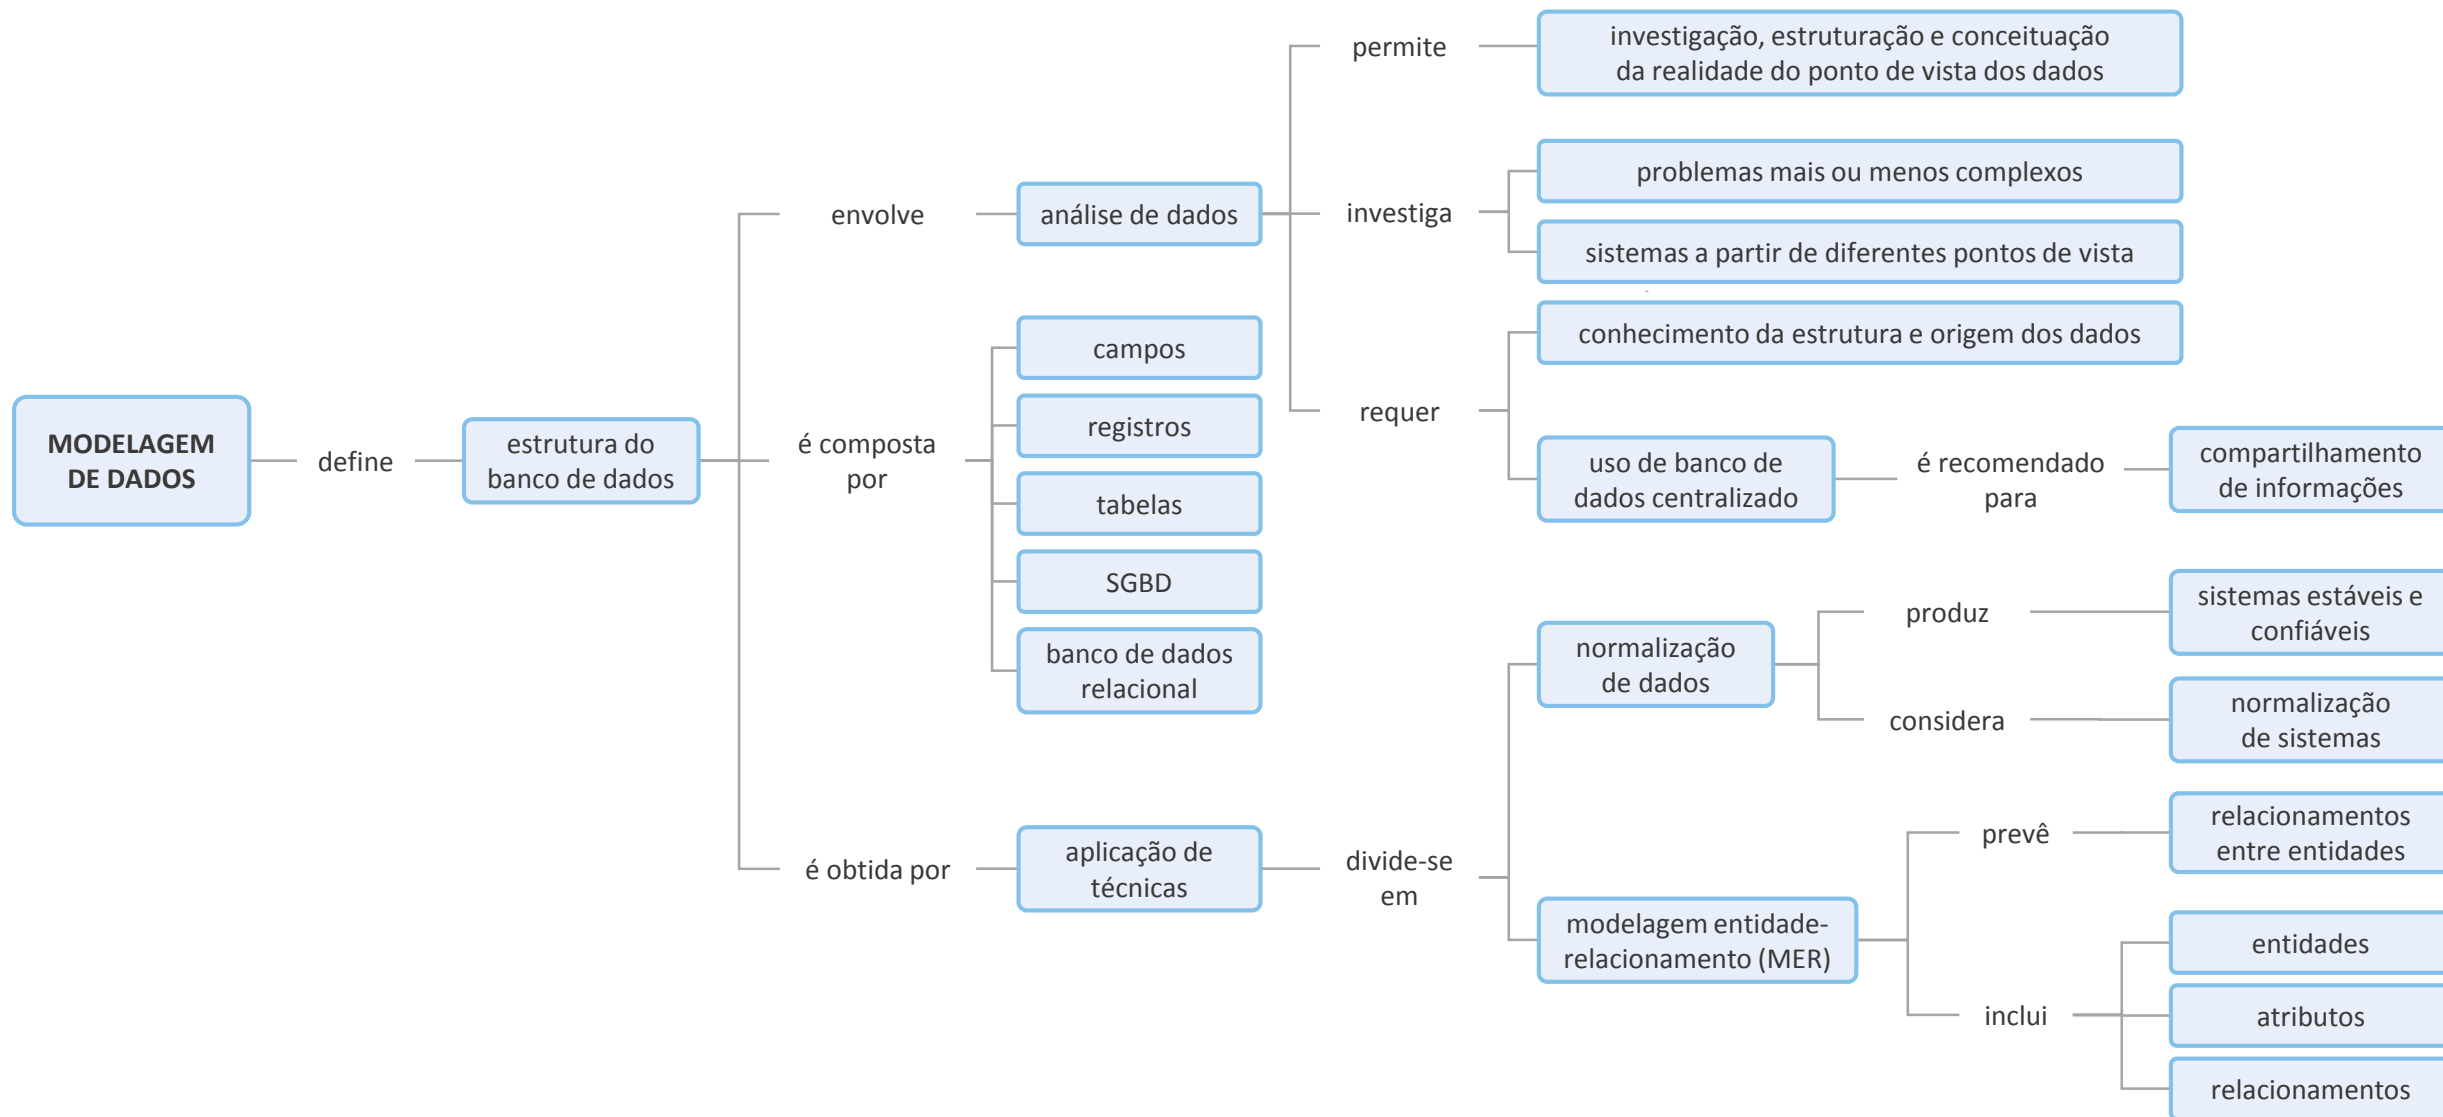 MODELAGEM
DE DADOS
define
estrutura do
banco de dados
envolve
análise de dados
permite
investigação, estruturação e conceituação
da realidade do ponto de vista dos dados
investiga
problemas mais ou menos complexos
sistemas a partir de diferentes pontos de vista
requer
conhecimento da estrutura e origem dos dados
uso de banco de
dados centralizado
é recomendado
para
compartilhamento
de informações
é composta
por
campos
registros
tabelas
SGBD
banco de dados
relacional
é obtida por
aplicação de
técnicas
divide-se
em
normalização
de dados
produz
sistemas estáveis e
confiáveis
considera
normalização
de sistemas
modelagem entidade-
relacionamento (MER)
prevê
relacionamentos
entre entidades
inclui
entidades
atributos
relacionamentos